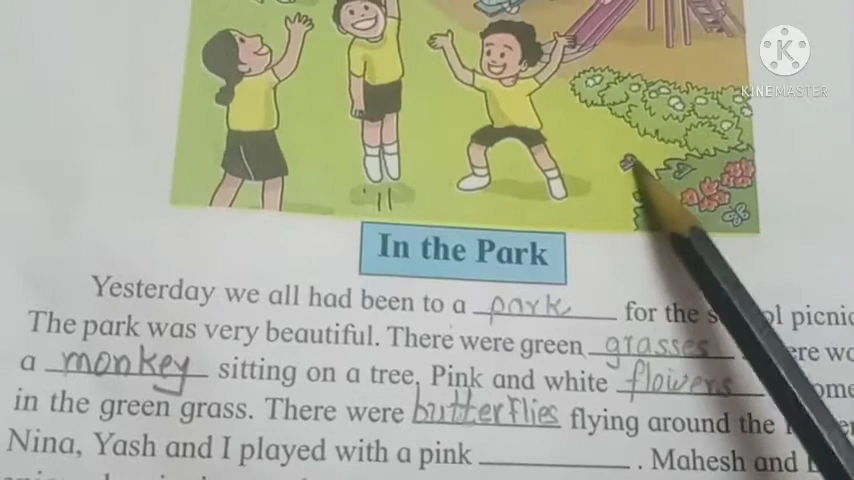 K
KINEMASTER
In the Park
Yesterday we all had been to a park for the picnic
The park was very beautiful. There were green grasses
a monkey sitting on a tree. Pink and white flowers
in the green grass. There were butterflies flying around the
Nina, Yash and I played with a pink ________ . Mahesh and